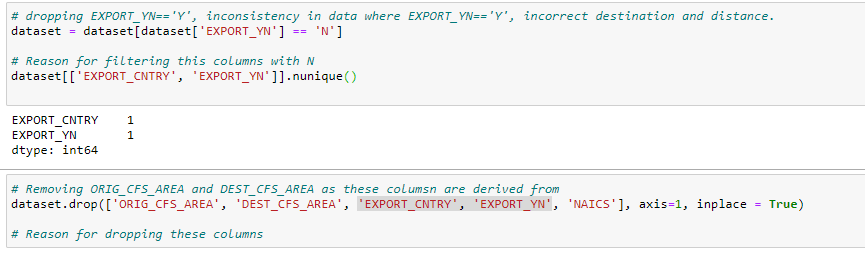 # dropping EXPORT_YN=='Y', inconsistency in data where EXPORT_YN=='Y', incorrect destination and distance.
dataset = dataset[dataset['EXPORT_YN'] == 'N']
# Reason for filtering this columns with N
dataset[['EXPORT_CNTRY', 'EXPORT_YN']].nunique()
EXPORT_CNTRY    1
EXPORT_YN       1
dtype: int64
# Removing ORIG_CFS_AREA and DEST_CFS_AREA as these columsn are derived from
dataset.drop(['ORIG_CFS_AREA', 'DEST_CFS_AREA', 'EXPORT_CNTRY', 'EXPORT_YN', 'NAICS'], axis=1, inplace = True)
# Reason for dropping these columns